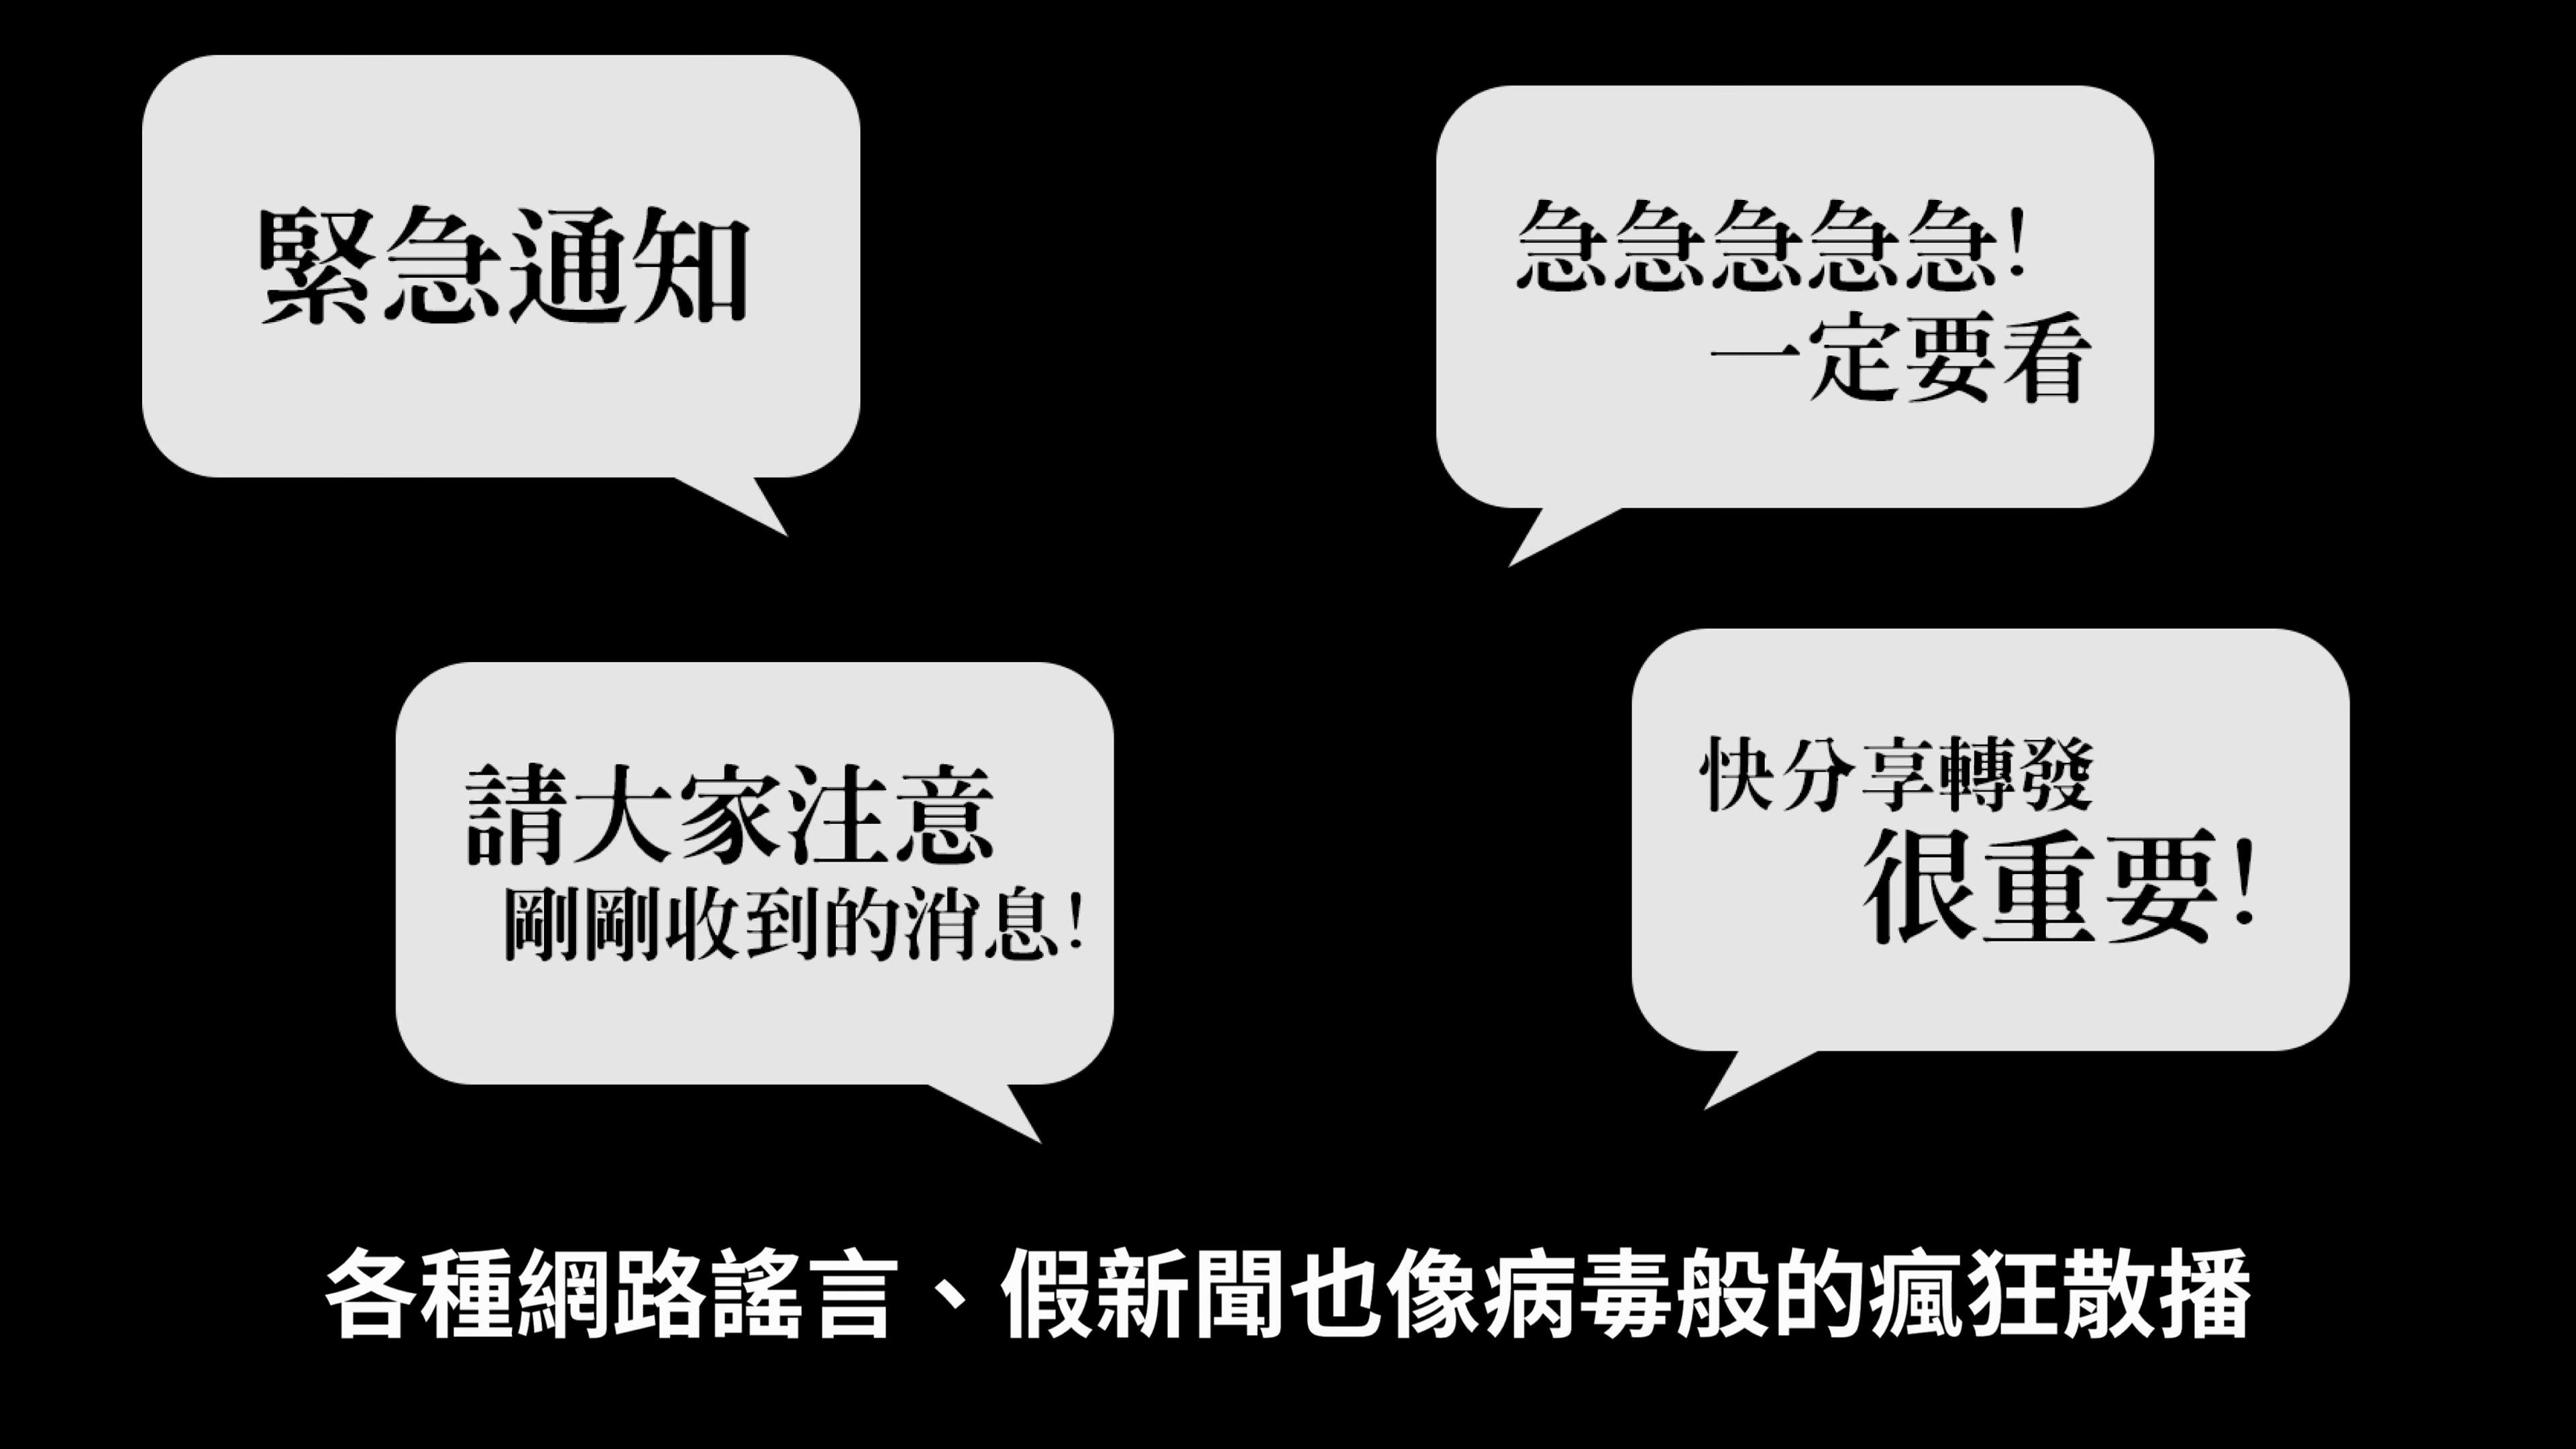 緊急通知
急急急急急!
一定要看
請大家注意
剛剛收到的消息!
快分享轉發
很重要!
各種網路謠言、假新聞也像病毒般的瘋狂散播